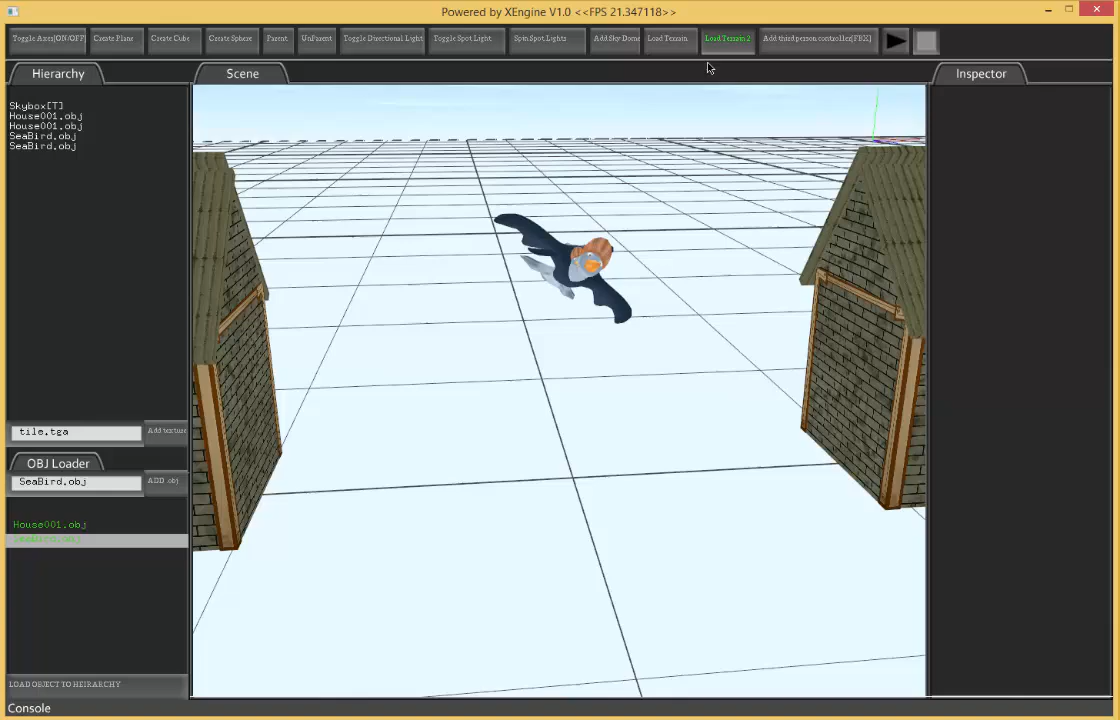 Powered by XEngine V1.0 <<FPS 21.347118>>
Toggle Axes[ON/OFF] Create Plane Create Cube Create Sphere Parent UnParent Toggle Directional Light Toggle Spot Light Spin Spot Lights Add Sky Dome Load Terrain Load Terrain 2 Add third person controller[FBX]
Hierarchy Scene Inspector
Skybox[T]
House001.obj
House001.obj
SeaBird.obj
SeaBird.obj
tile.tga Add texture
OBJ Loader
SeaBird.obj ADD .obj
House001.obj
SeaBird.obj
LOAD OBJECT TO HEIRARCHY
Console